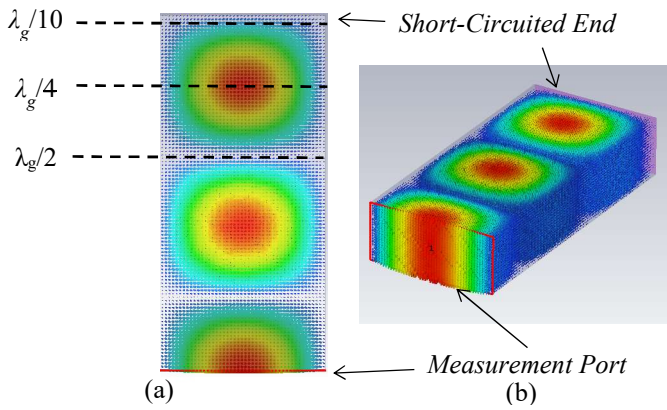 λg/10
Short-Circuited End
λg/4
λg/2
Measurement Port
(a)
(b)